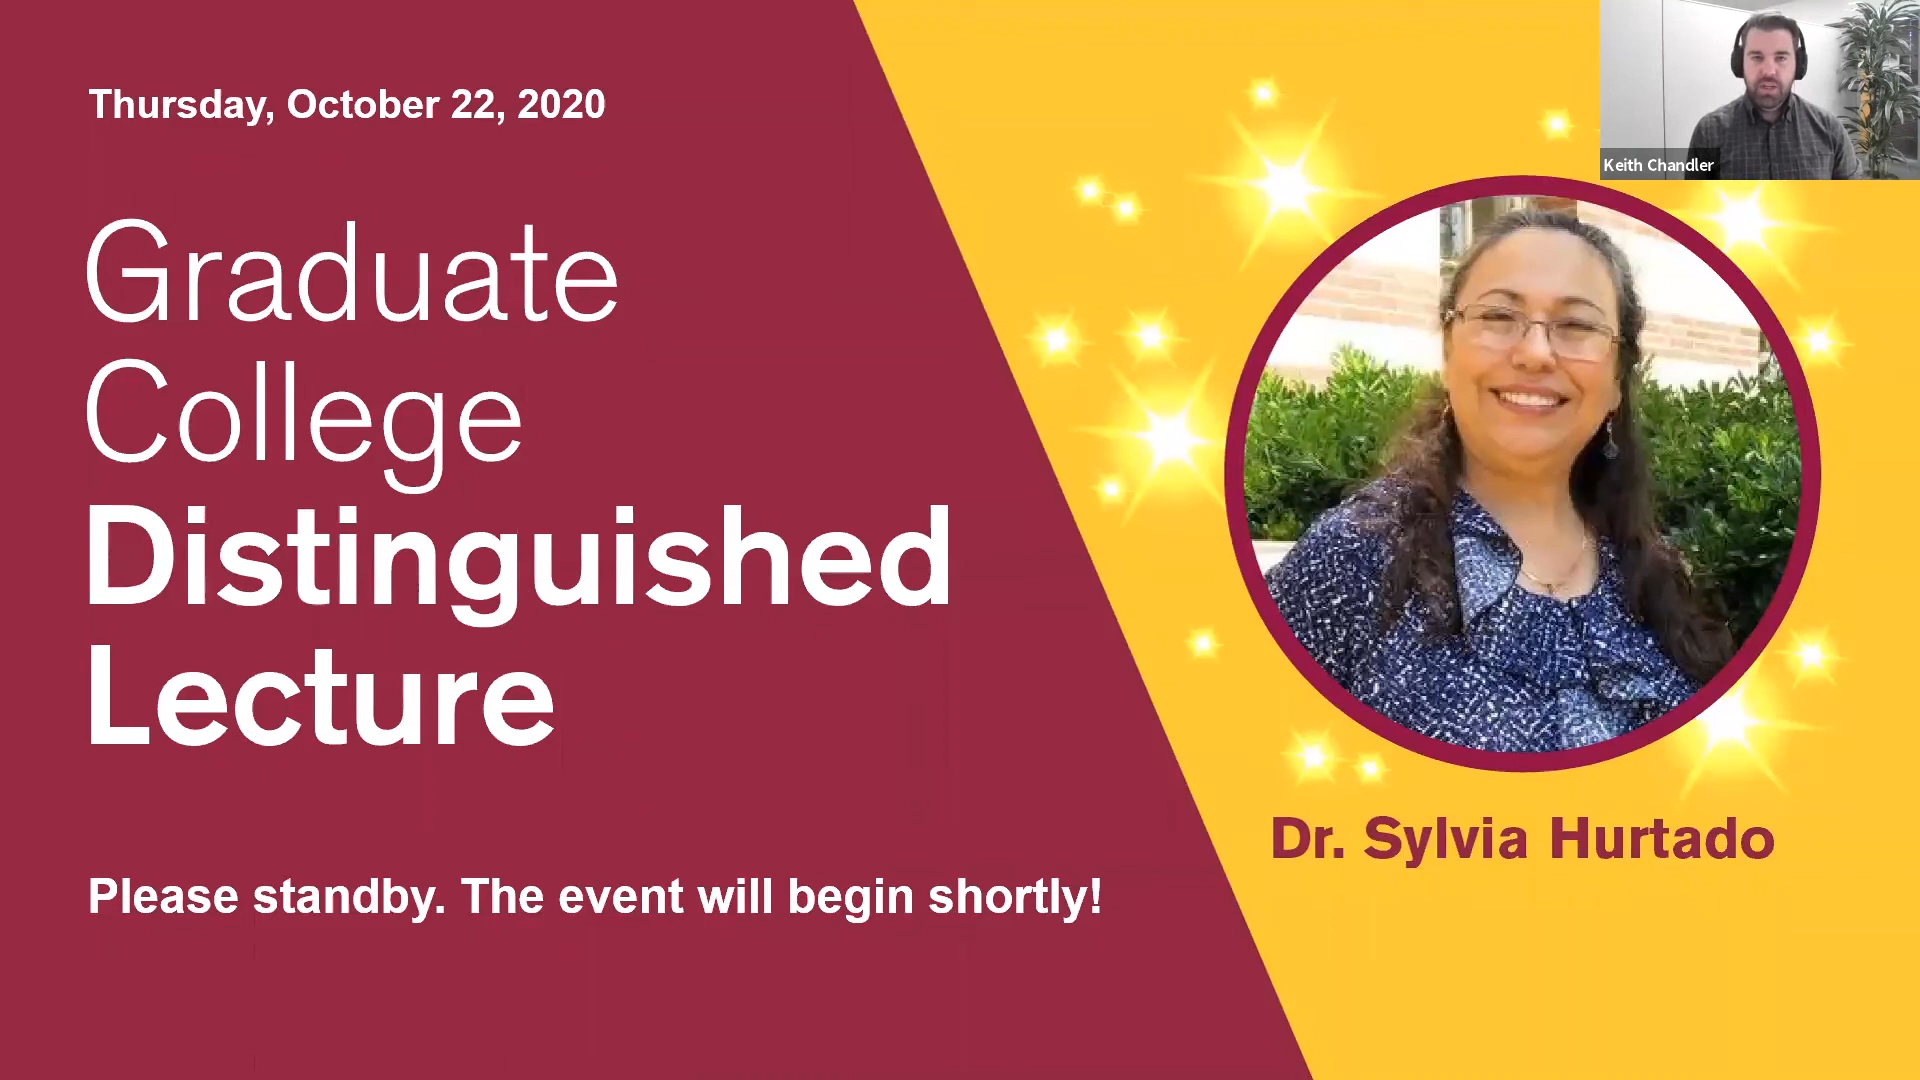 Thursday, October 22, 2020
Graduate
College
Distinguished
Lecture
Please standby. The event will begin shortly!
Keith Chandler
Dr. Sylvia Hurtado